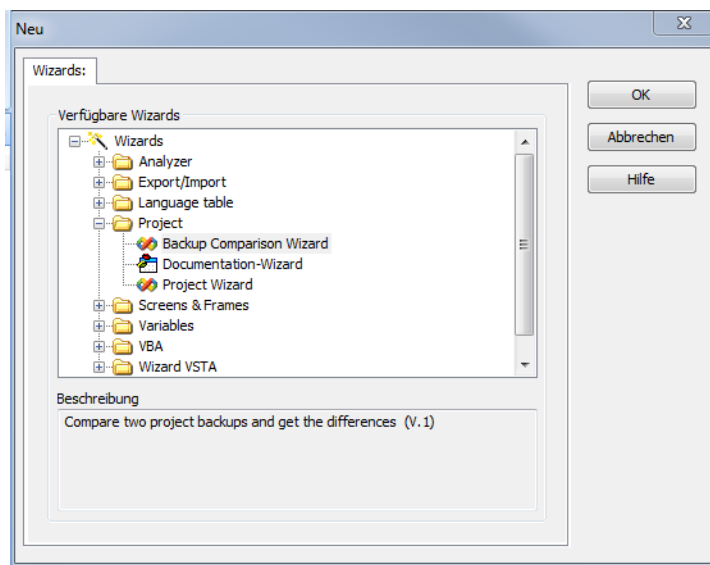 Neu
Wizards:
OK
Abbrechen
Hilfe
Verfügbare Wizards
Wizards
Analyzer
Export/Import
Language table
Project
Backup Comparison Wizard
Documentation-Wizard
Project Wizard
Screens & Frames
Variables
VBA
Wizard VSTA
Beschreibung
Compare two project backups and get the differences (V.1)